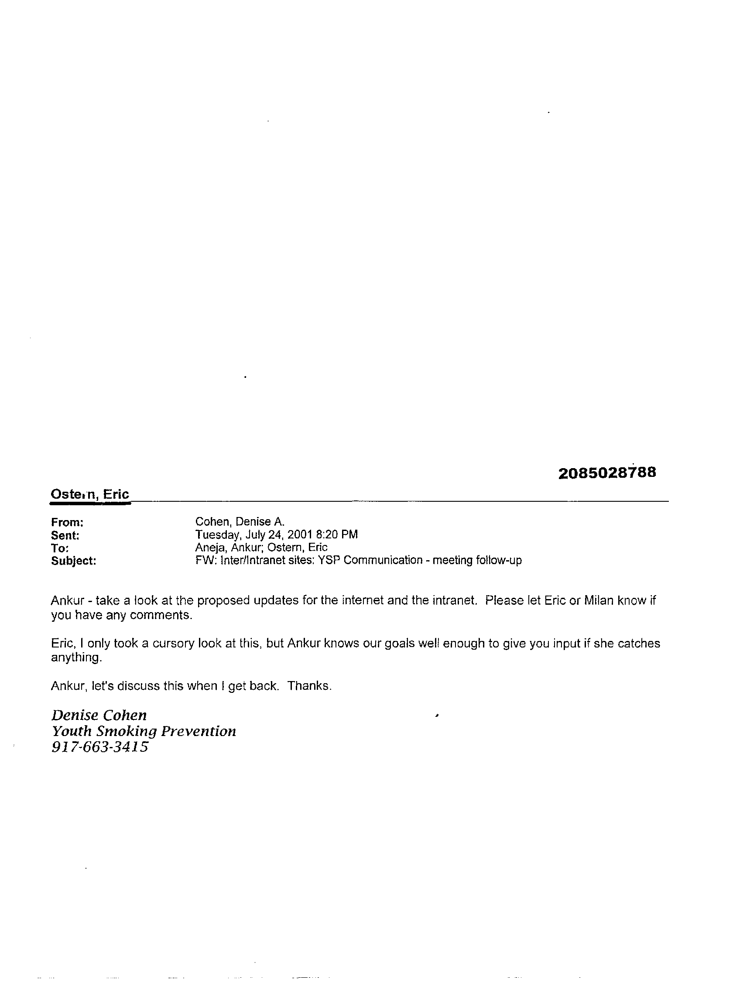 2085028788
Ostern, Eric
From: Cohen, Denise A.
Sent: Tuesday, July 24, 2001 8:20 PM
To: Aneja, Ankur; Ostern, Eric
Subject: FW: Inter/Intranet sites: YSP Communication - meeting follow-up
Ankur - take a look at the proposed updates for the internet and the intranet. Please let Eric or Milan know if
you have any comments.
Eric, I only took a cursory look at this, but Ankur knows our goals well enough to give you input if she catches
anything.
Ankur, let's discuss this when I get back. Thanks.
Denise Cohen
Youth Smoking Prevention
917-663-3415